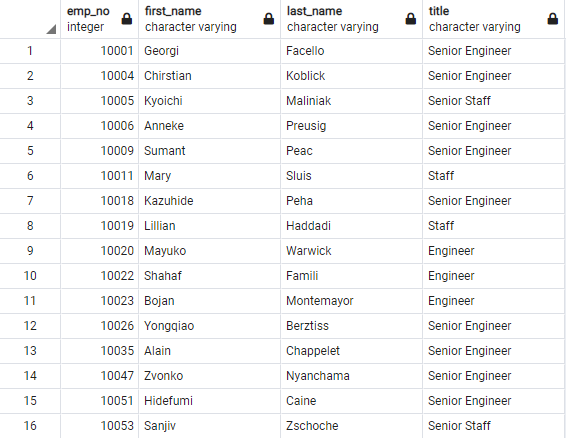 emp_no first_name last_name title
integer character varying character varying character varying
1 10001 Georgi Facello Senior Engineer
2 10004 Chirstian Koblick Senior Engineer
3 10005 Kyoichi Maliniak Senior Staff
4 10006 Anneke Preusig Senior Engineer
5 10009 Sumant Peac Senior Engineer
6 10011 Mary Sluis Staff
7 10018 Kazuhide Peha Senior Engineer
8 10019 Lillian Haddadi Staff
9 10020 Mayuko Warwick Engineer
10 10022 Shahaf Famili Engineer
11 10023 Bojan Montemayor Engineer
12 10026 Yongqiao Berztiss Senior Engineer
13 10035 Alain Chappelet Senior Engineer
14 10047 Zvonko Nyanchama Senior Engineer
15 10051 Hidefumi Caine Senior Engineer
16 10053 Sanjiv Zschoche Senior Staff